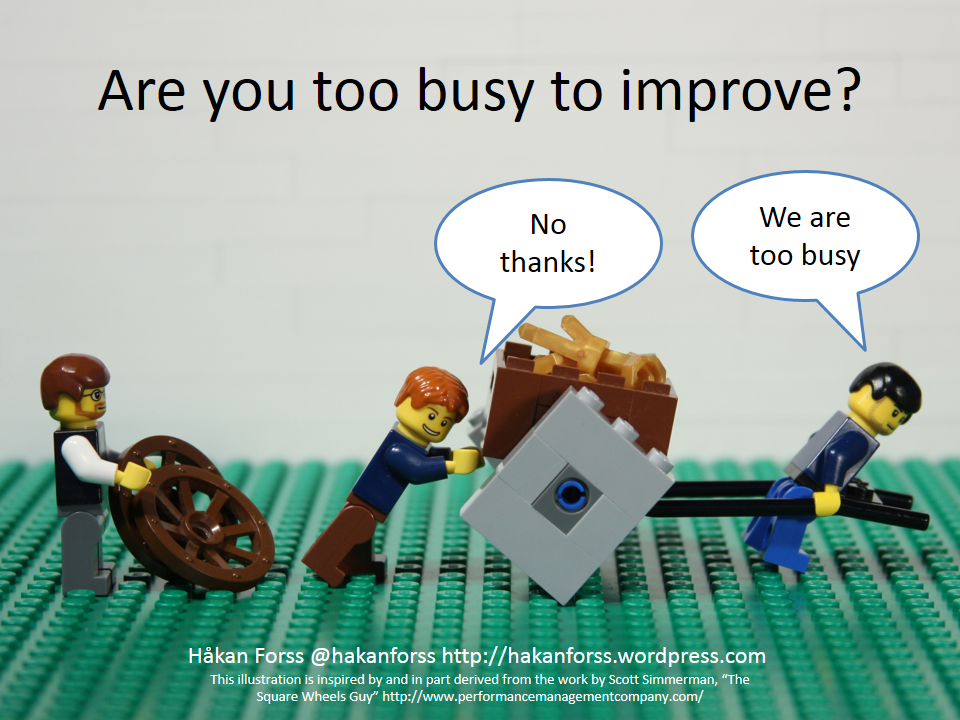 Are you too busy to improve?
No
thanks!
We are
too busy
Håkan Forss @hakanforss http://hakanforss.wordpress.com
This illustration is inspired by and in part derived from the work by Scott Simmerman, “The
Square Wheels Guy” http://www.performancemanagementcompany.com/